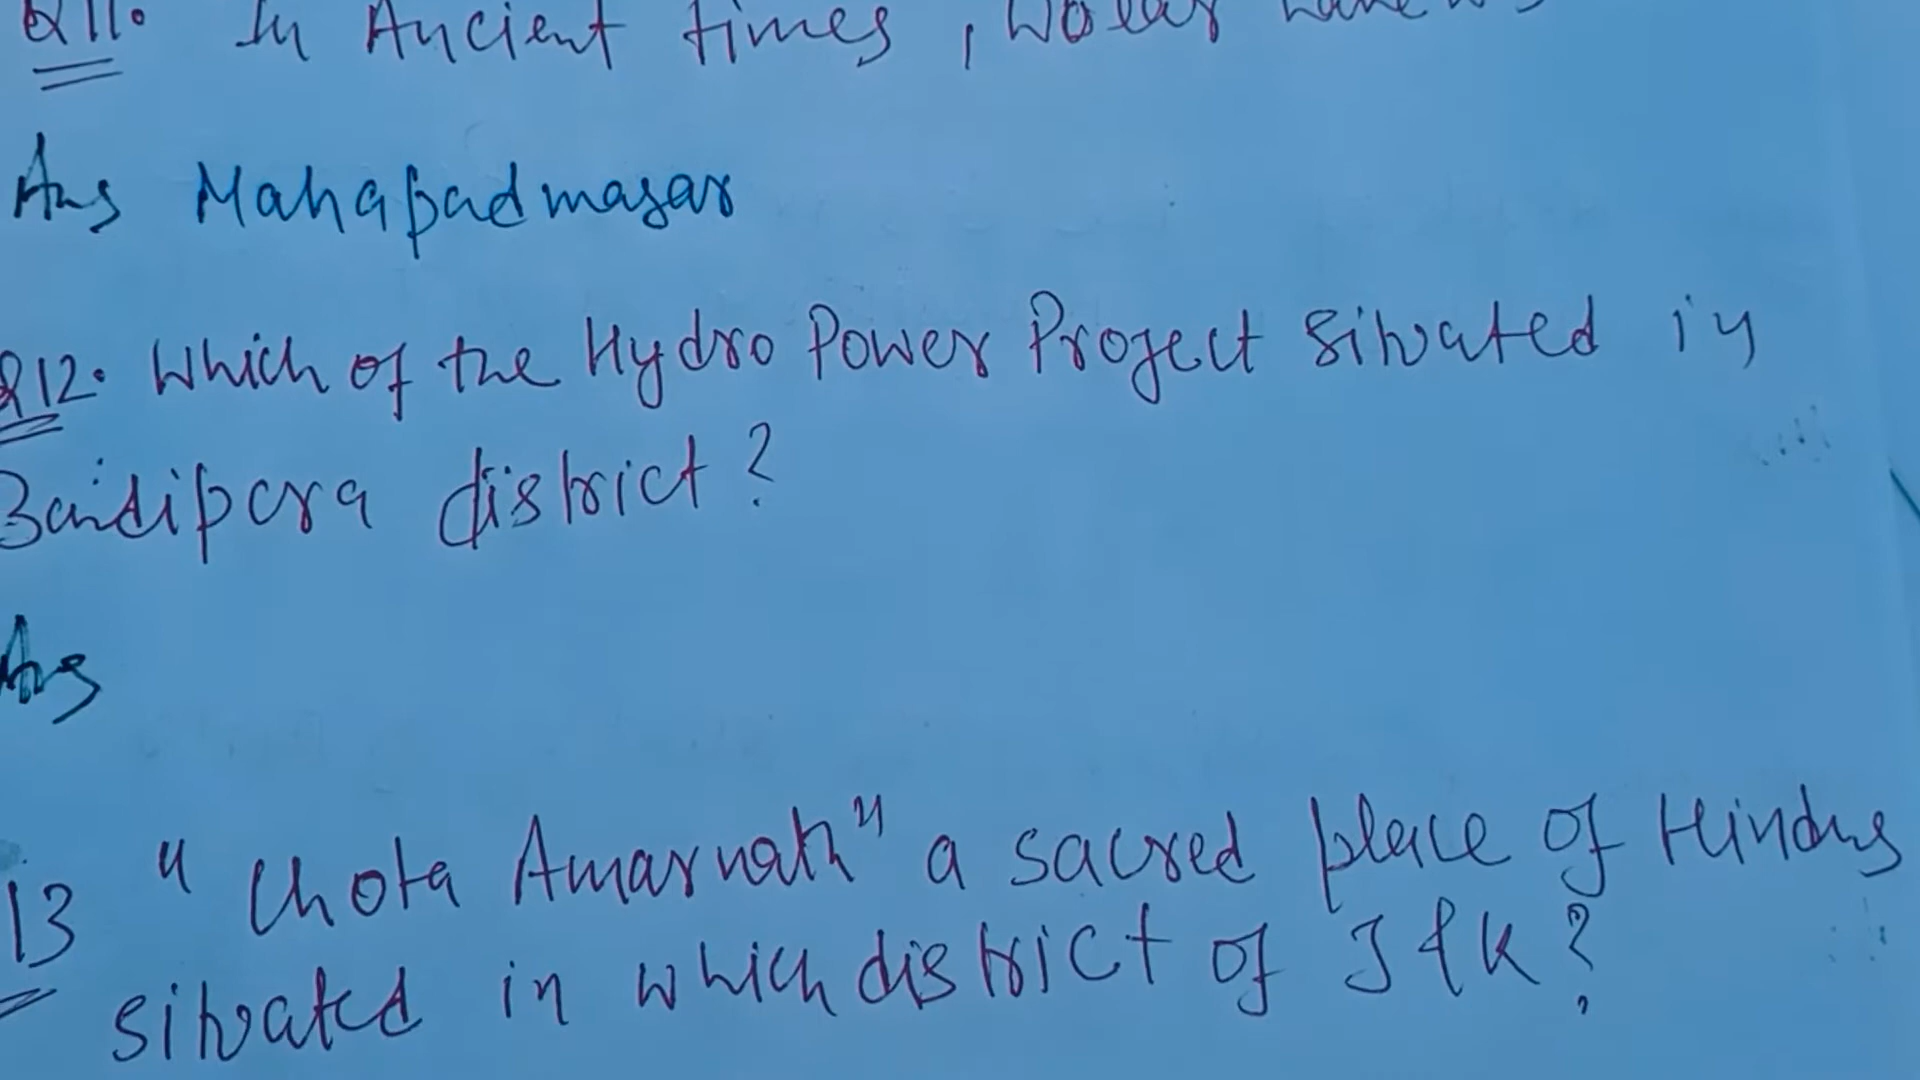 Q11. In Ancient times, Wolar
Ans Mahapadmasar
Q12. Which of the Hydro Power Project situated in
Bandipora district?
Ans
13 "Chota Amarnath" a sacred place of Hindus
situated in which district of J&K?